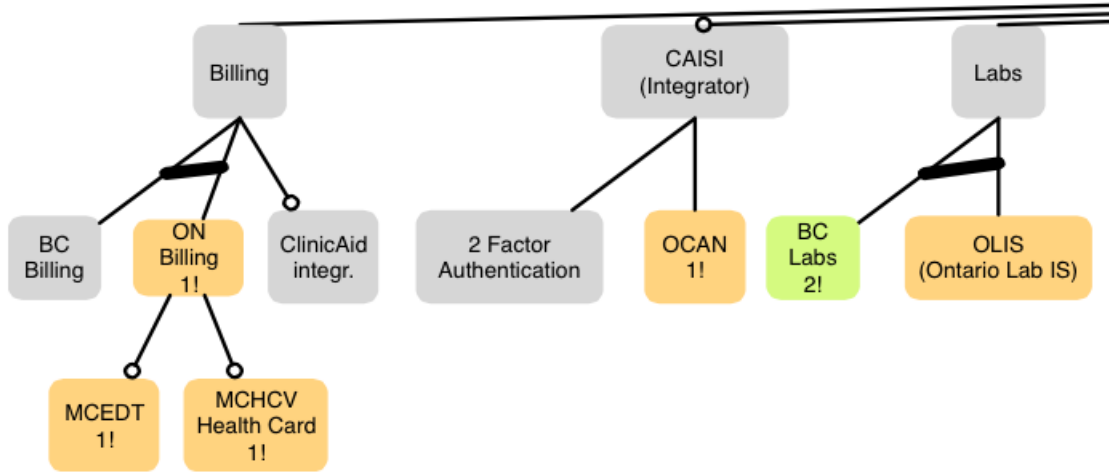 Billing
CAISI
(Integrator)
Labs
BC
Billing
ON
Billing
1!
ClinicAid
integr.
2 Factor
Authentication
OCAN
1!
BC
Labs
2!
OLIS
(Ontario Lab IS)
MCEDT
1!
MCHCV
Health Card
1!